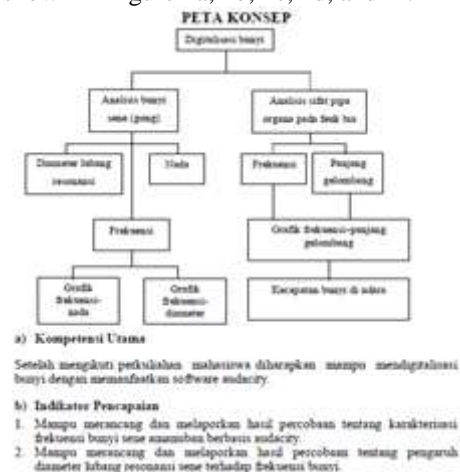 PETA KONSEP
Digitalisasi bunyi
Analisis bunyi
sene (gong)
Analisis sifat pipa
organa pada
Diameter lubang
resonansi
Nada
Frekuensi
Panjang
gelombang
Frekuensi
Grafik frekuensi-panjang
gelombang
Grafik
frekuensi-
nada
Grafik
frekuensi-
diameter
Kecepatan bunyi di udara
a) Kompetensi Utama
Setelah mengikuti perkuliahan mahasiswa diharapkan mampu mendigitalisasi
bunyi dengan memanfaatkan software audacity.
b) Indikator Pencapaian
1. Mampu merancang dan melaporkan hasil percobaan tentang karakterisasi
frekuensi bunyi sene berbasis audacity.
2. Mampu merancang dan melaporkan hasil percobaan tentang pengaruh
diameter lubang resonansi sene terhadap frekuensi bunyi.